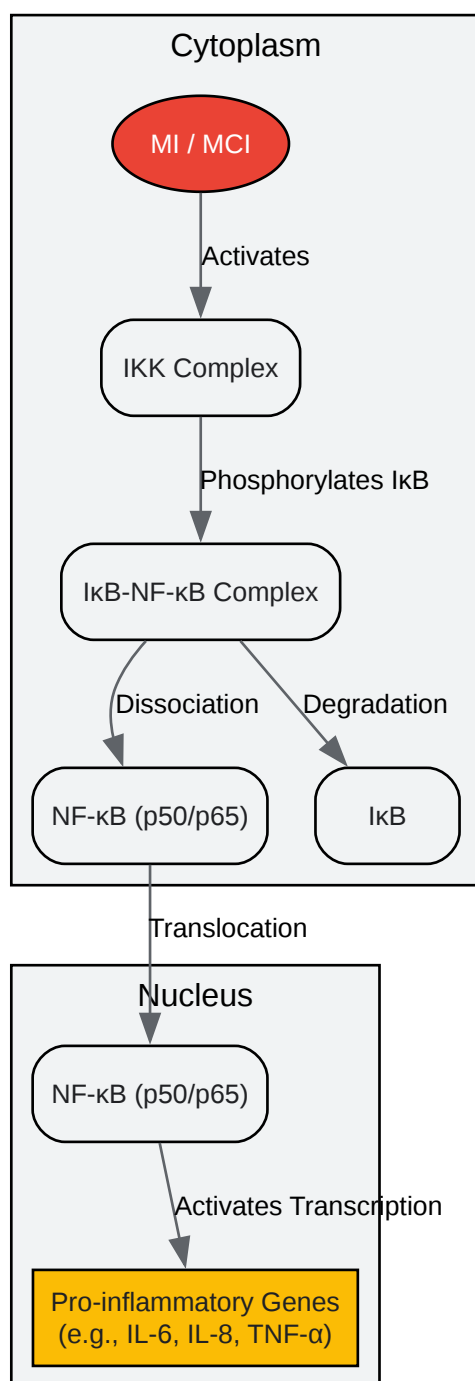 Cytoplasm
MI / MCI
Activates
IKK Complex
Phosphorylates IκB
IκB-NF-κB Complex
Dissociation
Degradation
NF-κB (p50/p65)
IκB
Translocation
Nucleus
NF-κB (p50/p65)
Activates Transcription
Pro-inflammatory Genes
(e.g., IL-6, IL-8, TNF-α)